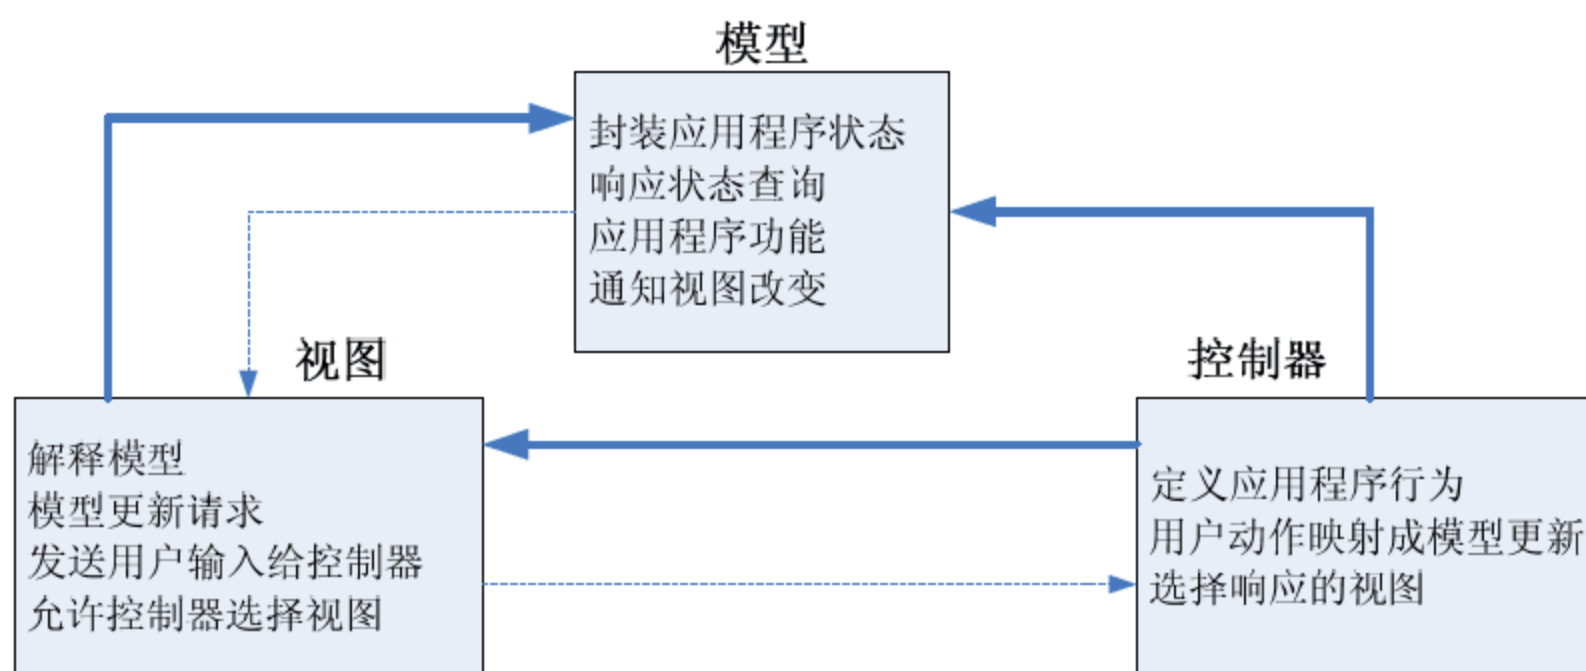 模型
封装应用程序状态
响应状态查询
应用程序功能
通知视图改变
视图
解释模型
模型更新请求
发送用户输入给控制器
允许控制器选择视图
控制器
定义应用程序行为
用户动作映射成模型更新
选择响应的视图